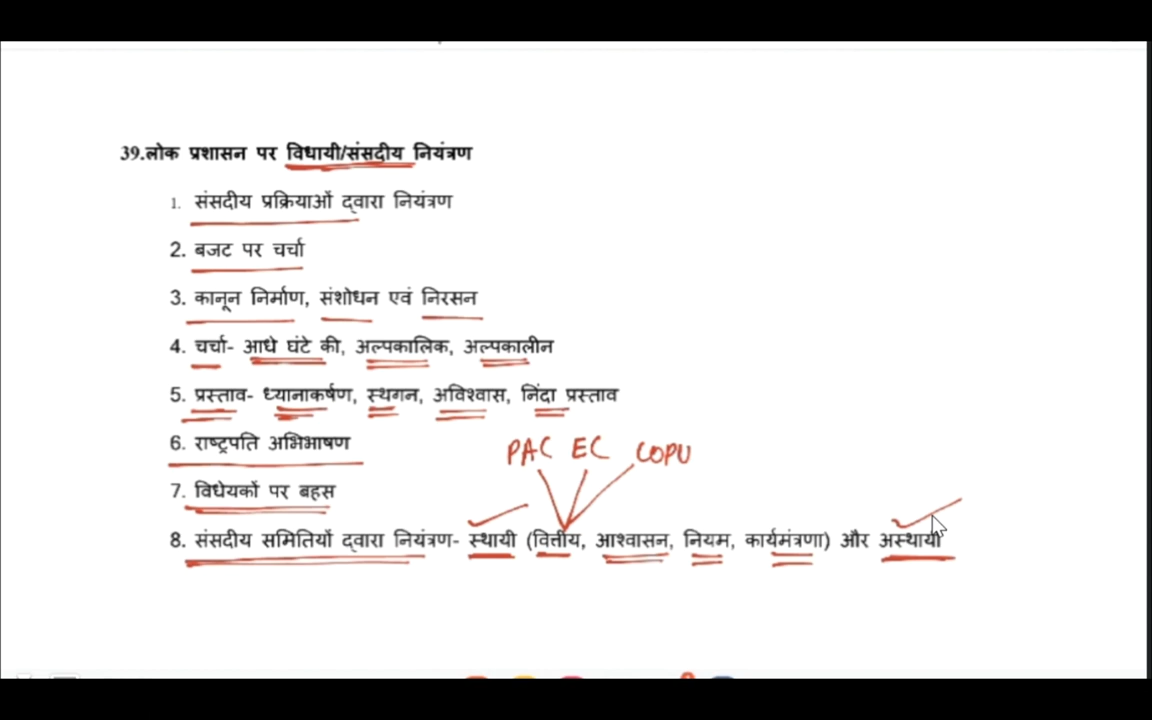 39.लोक प्रशासन पर विधायी/संसदीय नियंत्रण
1. संसदीय प्रक्रियाओं द्वारा नियंत्रण
2. बजट पर चर्चा
3. कानून निर्माण, संशोधन एवं निरसन
4. चर्चा- आधे घंटे की, अल्पकालिक, अल्पकालीन
5. प्रस्ताव- ध्यानाकर्षण, स्थगन, अविश्वास, निंदा प्रस्ताव
6. राष्ट्रपति अभिभाषण
PAC EC COPU
7. विधेयकों पर बहस
8. संसदीय समितियों द्वारा नियंत्रण- स्थायी (वित्तीय, आश्वासन, नियम, कार्यमंत्रणा) और अस्थायी